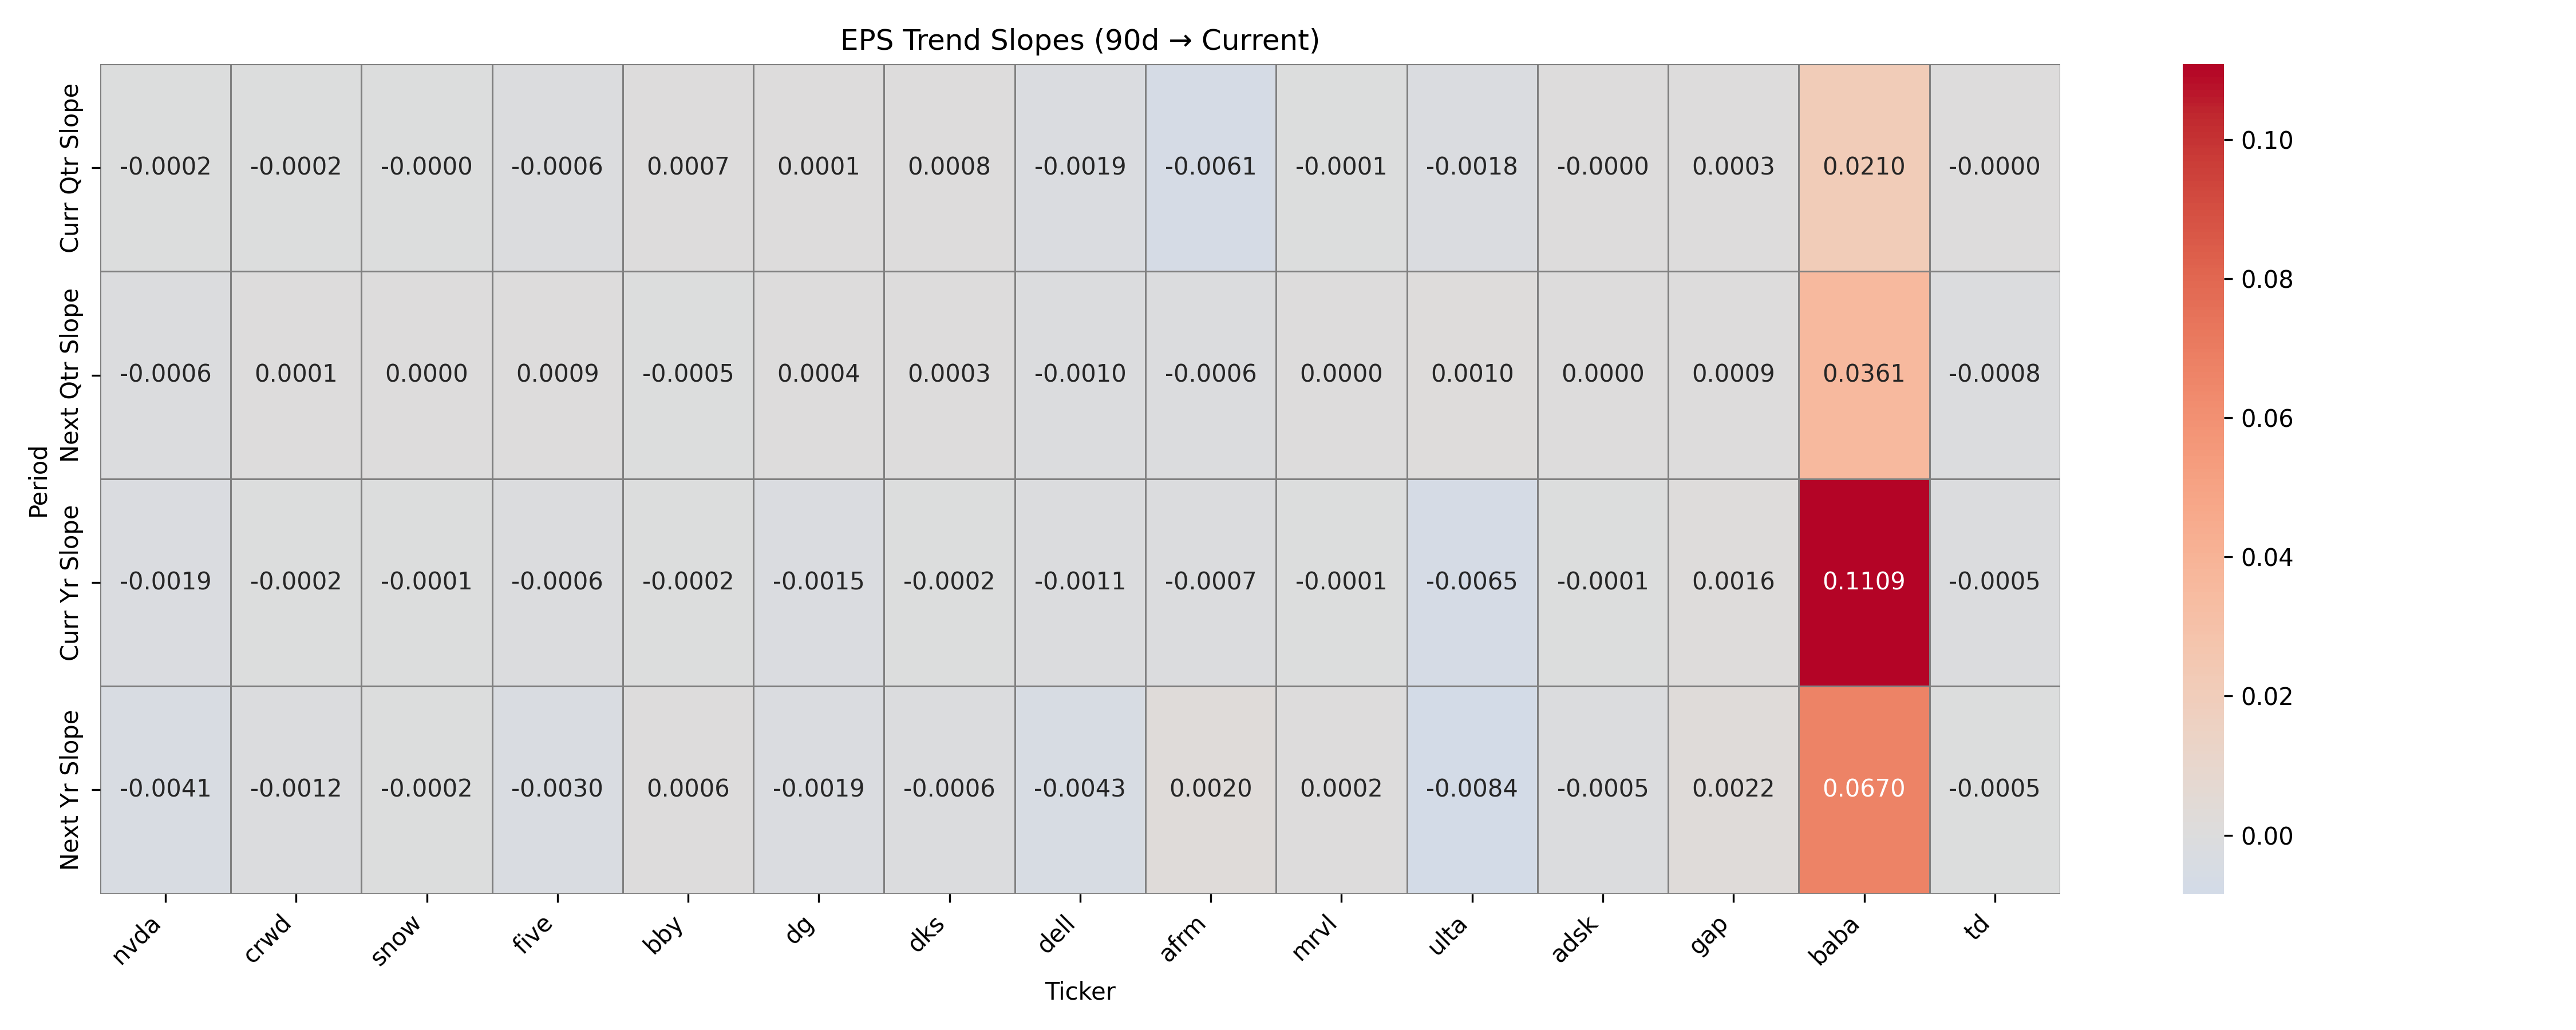 EPS Trend Slopes (90d → Current)
Period
Curr Qtr Slope
-0.0002 -0.0002 -0.0000 -0.0006 0.0007 0.0001 0.0008 -0.0019 -0.0061 -0.0001 -0.0018 -0.0000 0.0003 0.0210 -0.0000
Next Qtr Slope
-0.0006 0.0001 0.0000 0.0009 -0.0005 0.0004 0.0003 -0.0010 -0.0006 0.0000 0.0010 0.0000 0.0009 0.0361 -0.0008
Curr Yr Slope
-0.0019 -0.0002 -0.0001 -0.0006 -0.0002 -0.0015 -0.0002 -0.0011 -0.0007 -0.0001 -0.0065 -0.0001 0.0016 0.1109 -0.0005
Next Yr Slope
-0.0041 -0.0012 -0.0002 -0.0030 0.0006 -0.0019 -0.0006 -0.0043 0.0020 0.0002 -0.0084 -0.0005 0.0022 0.0670 -0.0005
nvda crwd snow five bby dg dks dell afrm mrvl ulta adsk gap baba td
Ticker
0.10
0.08
0.06
0.04
0.02
0.00